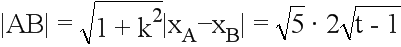 |AB| = √(1 + k²)|x_A–x_B| = √5 · 2√(t - 1)